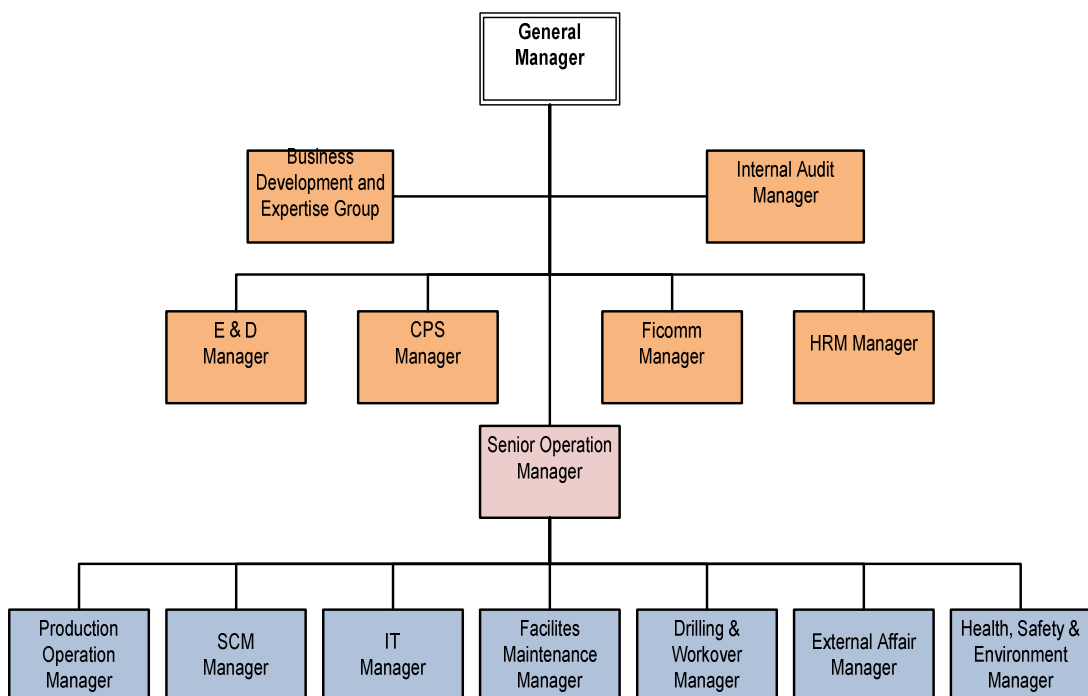 General
Manager
Business
Development and
Expertise Group
Internal Audit
Manager
E & D
Manager
CPS
Manager
Ficomm
Manager
HRM Manager
Senior Operation
Manager
Production
Operation
Manager
SCM
Manager
IT
Manager
Facilites
Maintenance
Manager
Drilling &
Workover
Manager
External Affair
Manager
Health, Safety &
Environment
Manager